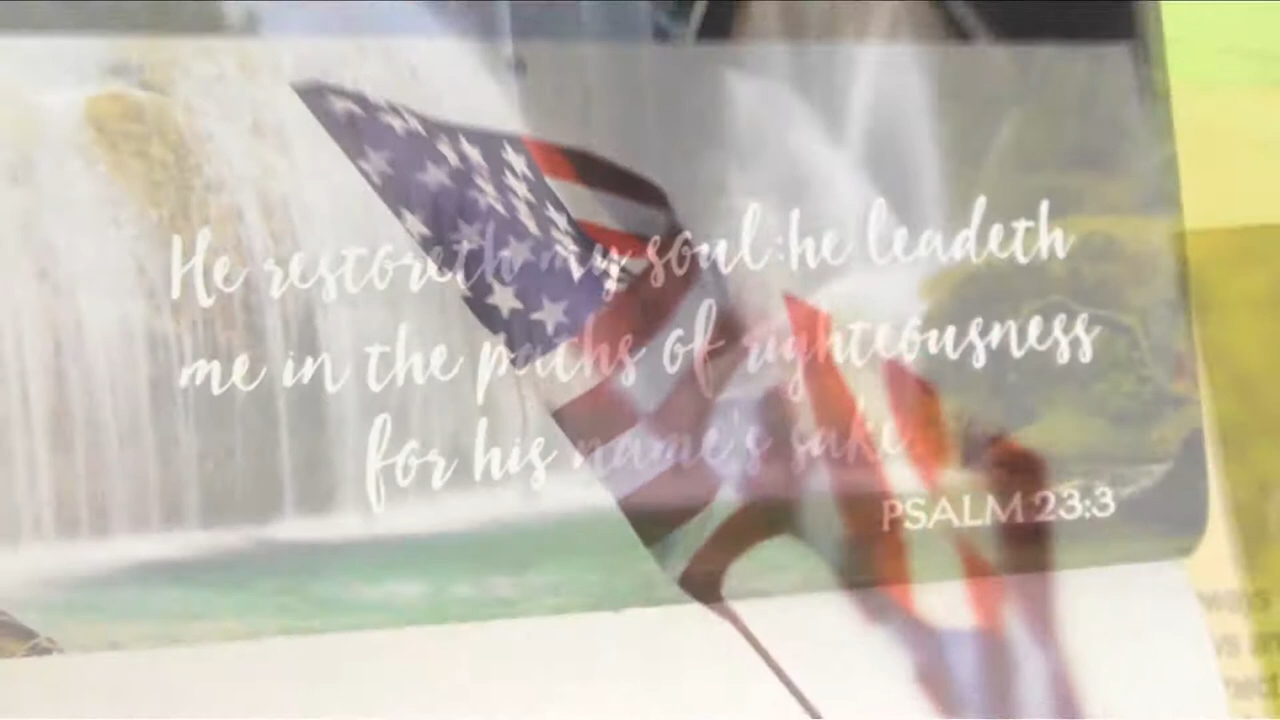 He restoreth my soul: he leadeth
me in the paths of righteousness
for his name's sake.
PSALM 23:3